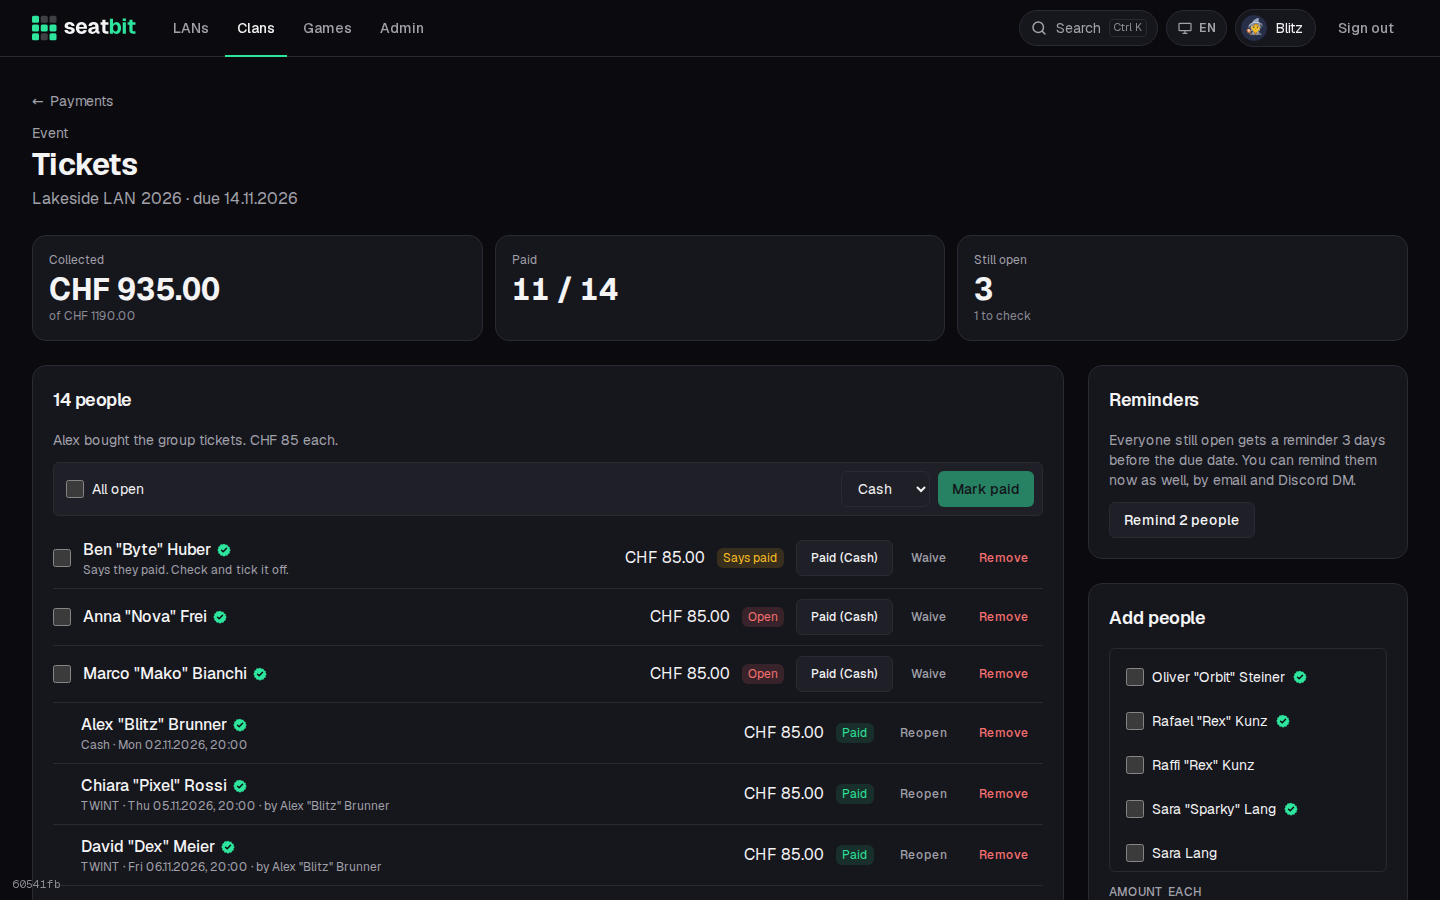 seatbit
LANs
Clans
Games
Admin
Search Ctrl K
EN
Blitz
Sign out
← Payments
Event
Tickets
Lakeside LAN 2026 · due 14.11.2026
Collected
CHF 935.00
of CHF 1190.00
Paid
11 / 14
Still open
3
1 to check
14 people
Alex bought the group tickets. CHF 85 each.
All open
Cash
Mark paid
Ben "Byte" Huber
Says they paid. Check and tick it off.
CHF 85.00 Says paid Paid (Cash) Waive Remove
Anna "Nova" Frei
CHF 85.00 Open Paid (Cash) Waive Remove
Marco "Mako" Bianchi
CHF 85.00 Open Paid (Cash) Waive Remove
Alex "Blitz" Brunner
Cash · Mon 02.11.2026, 20:00
CHF 85.00 Paid Reopen Remove
Chiara "Pixel" Rossi
TWINT · Thu 05.11.2026, 20:00 · by Alex "Blitz" Brunner
CHF 85.00 Paid Reopen Remove
David "Dex" Meier
TWINT · Fri 06.11.2026, 20:00 · by Alex "Blitz" Brunner
CHF 85.00 Paid Reopen Remove
Reminders
Everyone still open gets a reminder 3 days
before the due date. You can remind them
now as well, by email and Discord DM.
Remind 2 people
Add people
Oliver "Orbit" Steiner
Rafael "Rex" Kunz
Raffi "Rex" Kunz
Sara "Sparky" Lang
Sara Lang
AMOUNT EACH
60541fb